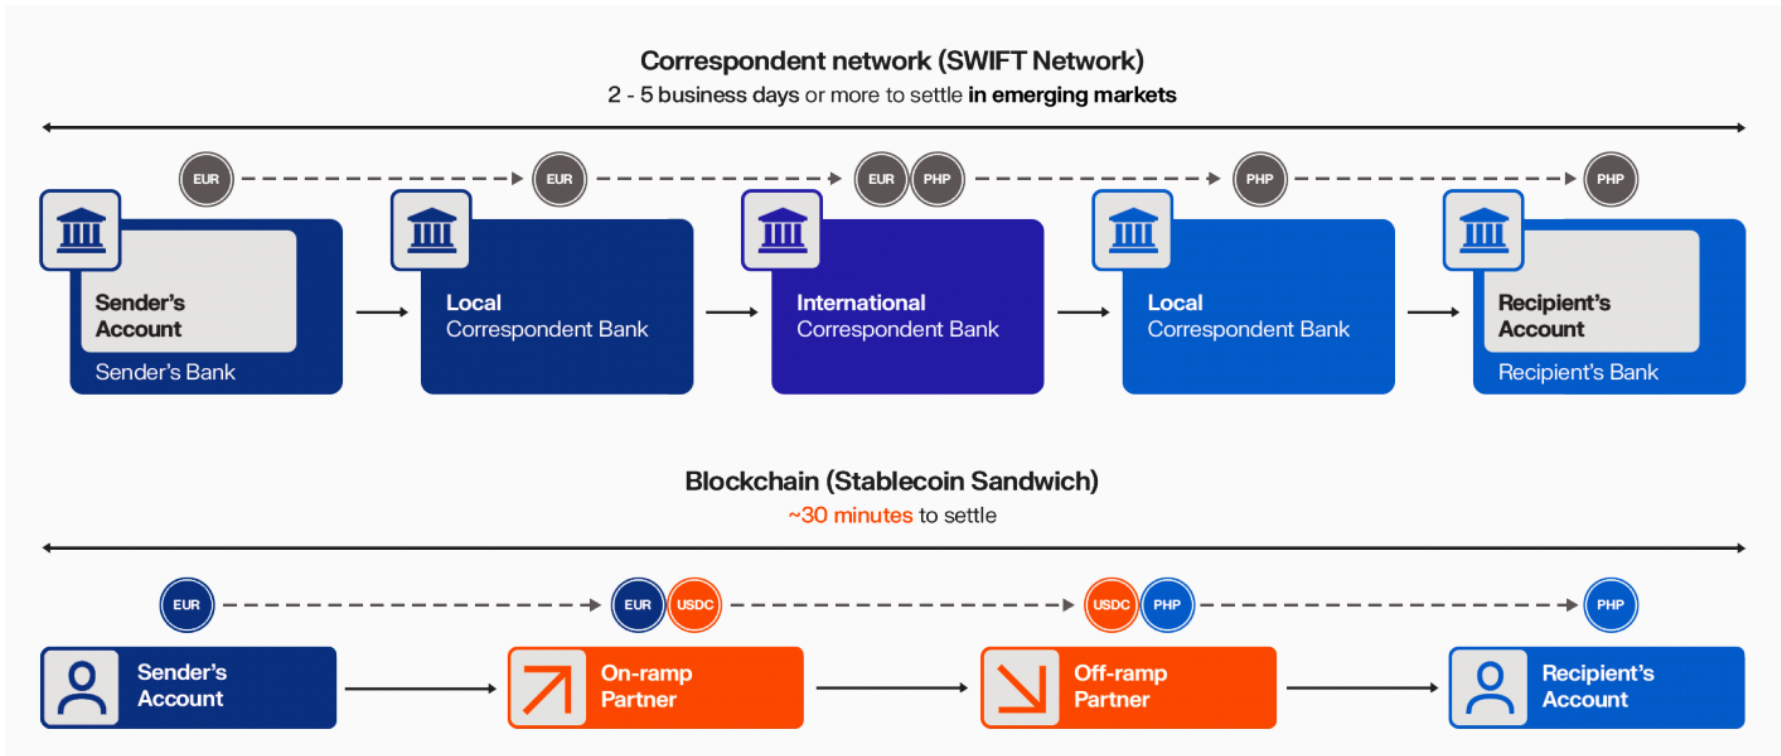 Correspondent network (SWIFT Network)
2 - 5 business days or more to settle in emerging markets
EUR
EUR
EUR PHP
PHP
PHP
Sender's
Account
Sender's Bank
Local
Correspondent Bank
International
Correspondent Bank
Local
Correspondent Bank
Recipient's
Account
Recipient's Bank
Blockchain (Stablecoin Sandwich)
~30 minutes to settle
EUR
EUR USDC
USDC PHP
PHP
Sender's
Account
On-ramp
Partner
Off-ramp
Partner
Recipient's
Account